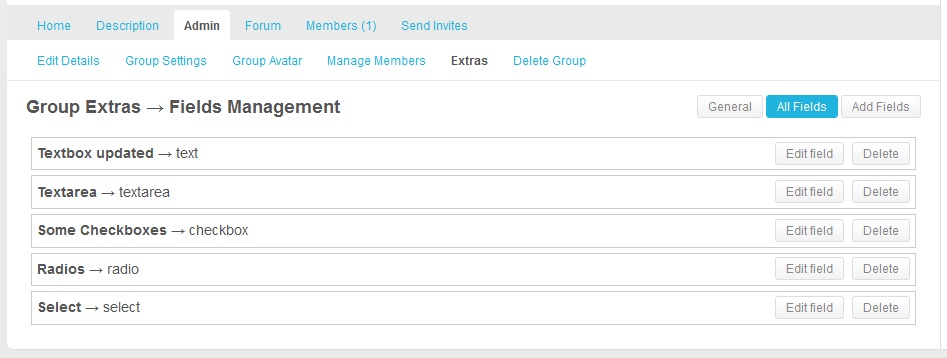 Home Description Admin Forum Members (1) Send Invites
Edit Details Group Settings Group Avatar Manage Members Extras Delete Group
Group Extras → Fields Management General All Fields Add Fields
Textbox updated → text Edit field Delete
Textarea → textarea Edit field Delete
Some Checkboxes → checkbox Edit field Delete
Radios → radio Edit field Delete
Select → select Edit field Delete